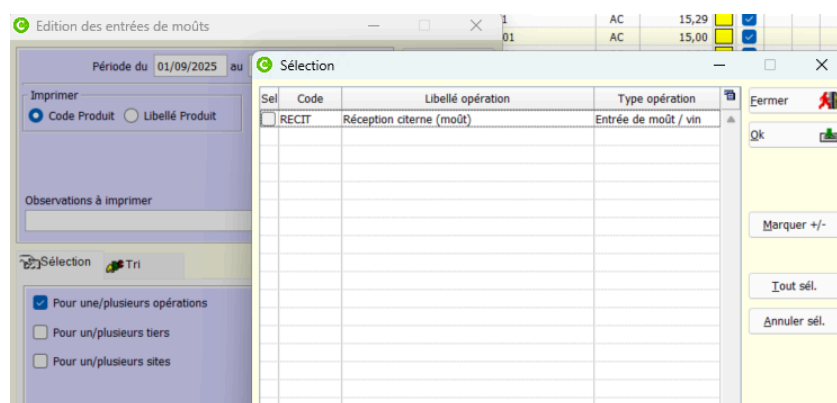 1 AC 15,29
Edition des entrées de moûts
01 AC 15,00
Période du 01/09/2025 au
Sélection
Imprimer
Code Produit Libellé Produit
Sel Code Libellé opération Type opération
Fermer
RECIT Réception citerne (moût) Entrée de moût / vin
Ok
Observations à imprimer
Marquer +/-
Sélection Tri
Tout sél.
Pour une/plusieurs opérations
Annuler sél.
Pour un/plusieurs tiers
Pour un/plusieurs sites